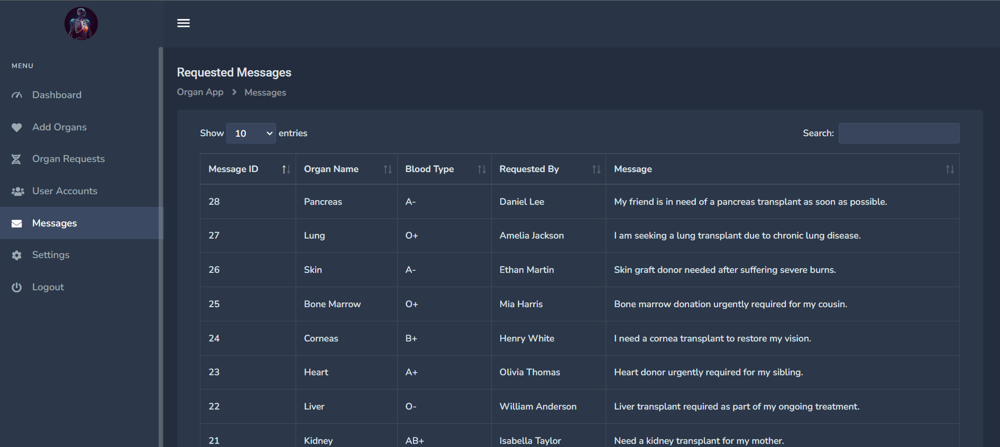 MENU
Dashboard
Add Organs
Organ Requests
User Accounts
Messages
Settings
Logout
Requested Messages
Organ App Messages
Show 10 entries Search:
Message ID Organ Name Blood Type Requested By Message
28 Pancreas A- Daniel Lee My friend is in need of a pancreas transplant as soon as possible.
27 Lung O+ Amelia Jackson I am seeking a lung transplant due to chronic lung disease.
26 Skin A- Ethan Martin Skin graft donor needed after suffering severe burns.
25 Bone Marrow O+ Mia Harris Bone marrow donation urgently required for my cousin.
24 Corneas B+ Henry White I need a cornea transplant to restore my vision.
23 Heart A+ Olivia Thomas Heart donor urgently required for my sibling.
22 Liver O- William Anderson Liver transplant required as part of my ongoing treatment.
21 Kidney AB+ Isabella Taylor Need a kidney transplant for my mother.